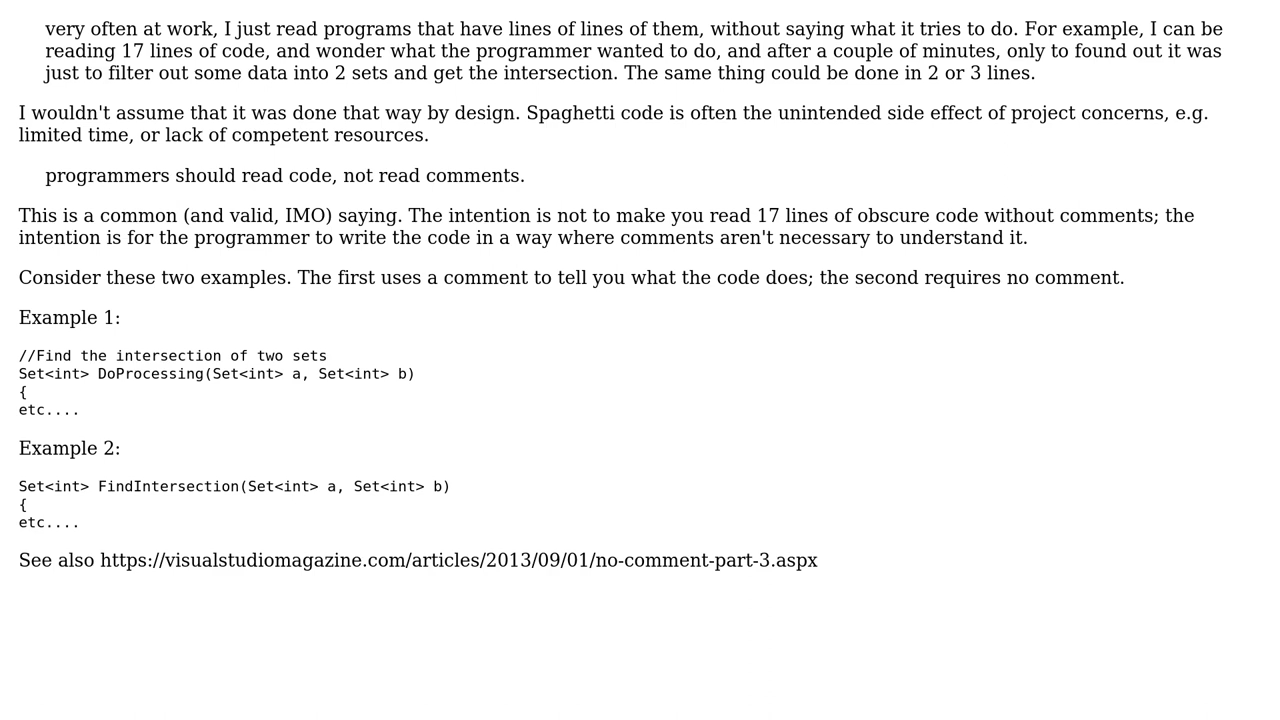 very often at work, I just read programs that have lines of lines of them, without saying what it tries to do. For example, I can be
reading 17 lines of code, and wonder what the programmer wanted to do, and after a couple of minutes, only to found out it was
just to filter out some data into 2 sets and get the intersection. The same thing could be done in 2 or 3 lines.
I wouldn't assume that it was done that way by design. Spaghetti code is often the unintended side effect of project concerns, e.g.
limited time, or lack of competent resources.
programmers should read code, not read comments.
This is a common (and valid, IMO) saying. The intention is not to make you read 17 lines of obscure code without comments; the
intention is for the programmer to write the code in a way where comments aren't necessary to understand it.
Consider these two examples. The first uses a comment to tell you what the code does; the second requires no comment.
Example 1:
//Find the intersection of two sets
Set<int> DoProcessing(Set<int> a, Set<int> b)
{
etc....
Example 2:
Set<int> FindIntersection(Set<int> a, Set<int> b)
{
etc....
See also https://visualstudiomagazine.com/articles/2013/09/01/no-comment-part-3.aspx